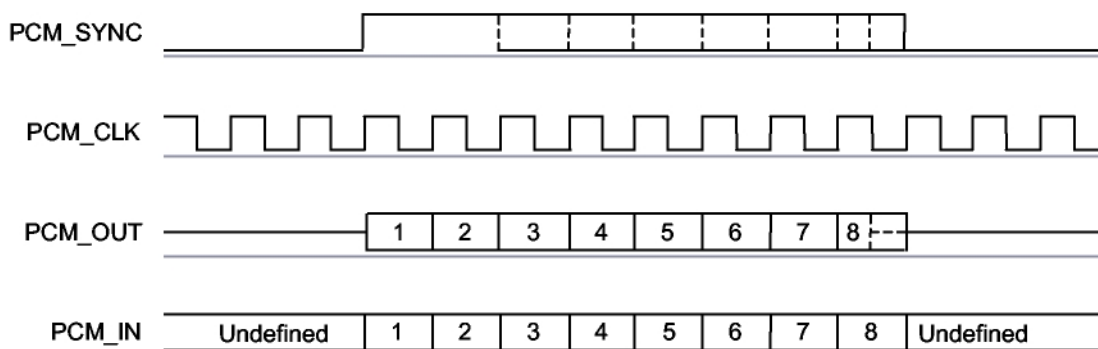 PCM_SYNC
PCM_CLK
PCM_OUT 1 2 3 4 5 6 7 8
PCM_IN Undefined 1 2 3 4 5 6 7 8 Undefined